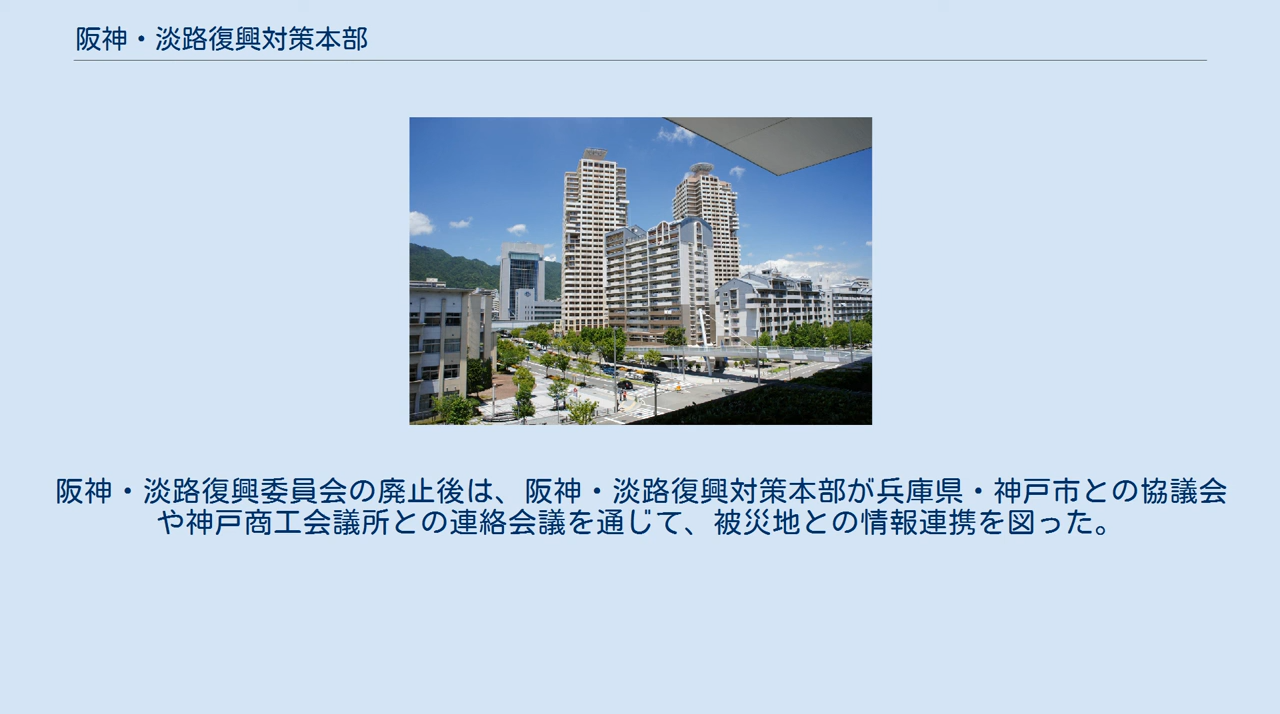 阪神・淡路復興対策本部
阪神・淡路復興委員会の廃止後は、阪神・淡路復興対策本部が兵庫県・神戸市との協議会
や神戸商工会議所との連絡会議を通じて、被災地との情報連携を図った。